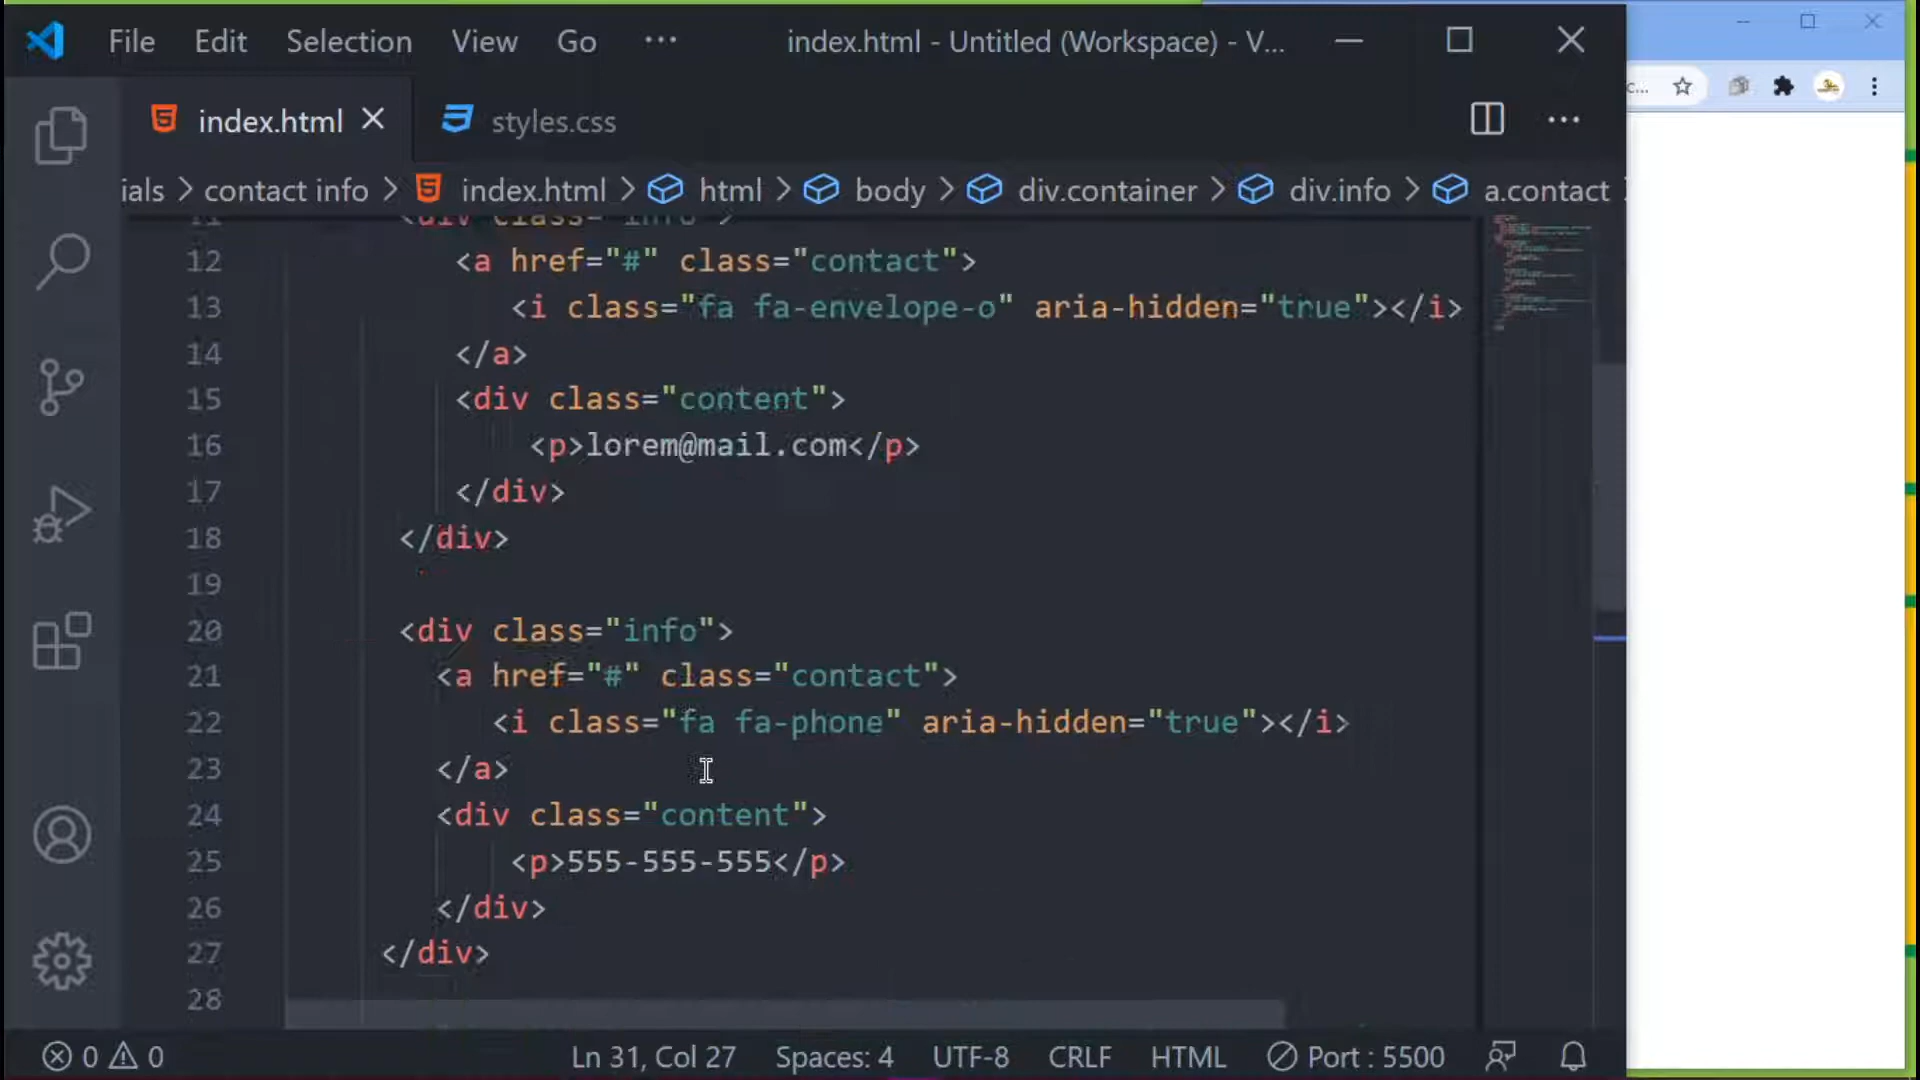 File Edit Selection View Go ··· index.html - Untitled (Workspace) - V...
c...
index.html styles.css
ials > contact info > index.html > html > body > div.container > div.info > a.contact
11 <div class="info">
12 <a href="#" class="contact">
13 <i class="fa fa-envelope-o" aria-hidden="true"></i>
14 </a>
15 <div class="content">
16 <p>lorem@mail.com</p>
17 </div>
18 </div>
19
20 <div class="info">
21 <a href="#" class="contact">
22 <i class="fa fa-phone" aria-hidden="true"></i>
23 </a>
24 <div class="content">
25 <p>555-555-555</p>
26 </div>
27 </div>
28
0 0 Ln 31, Col 27 Spaces: 4 UTF-8 CRLF HTML Port : 5500